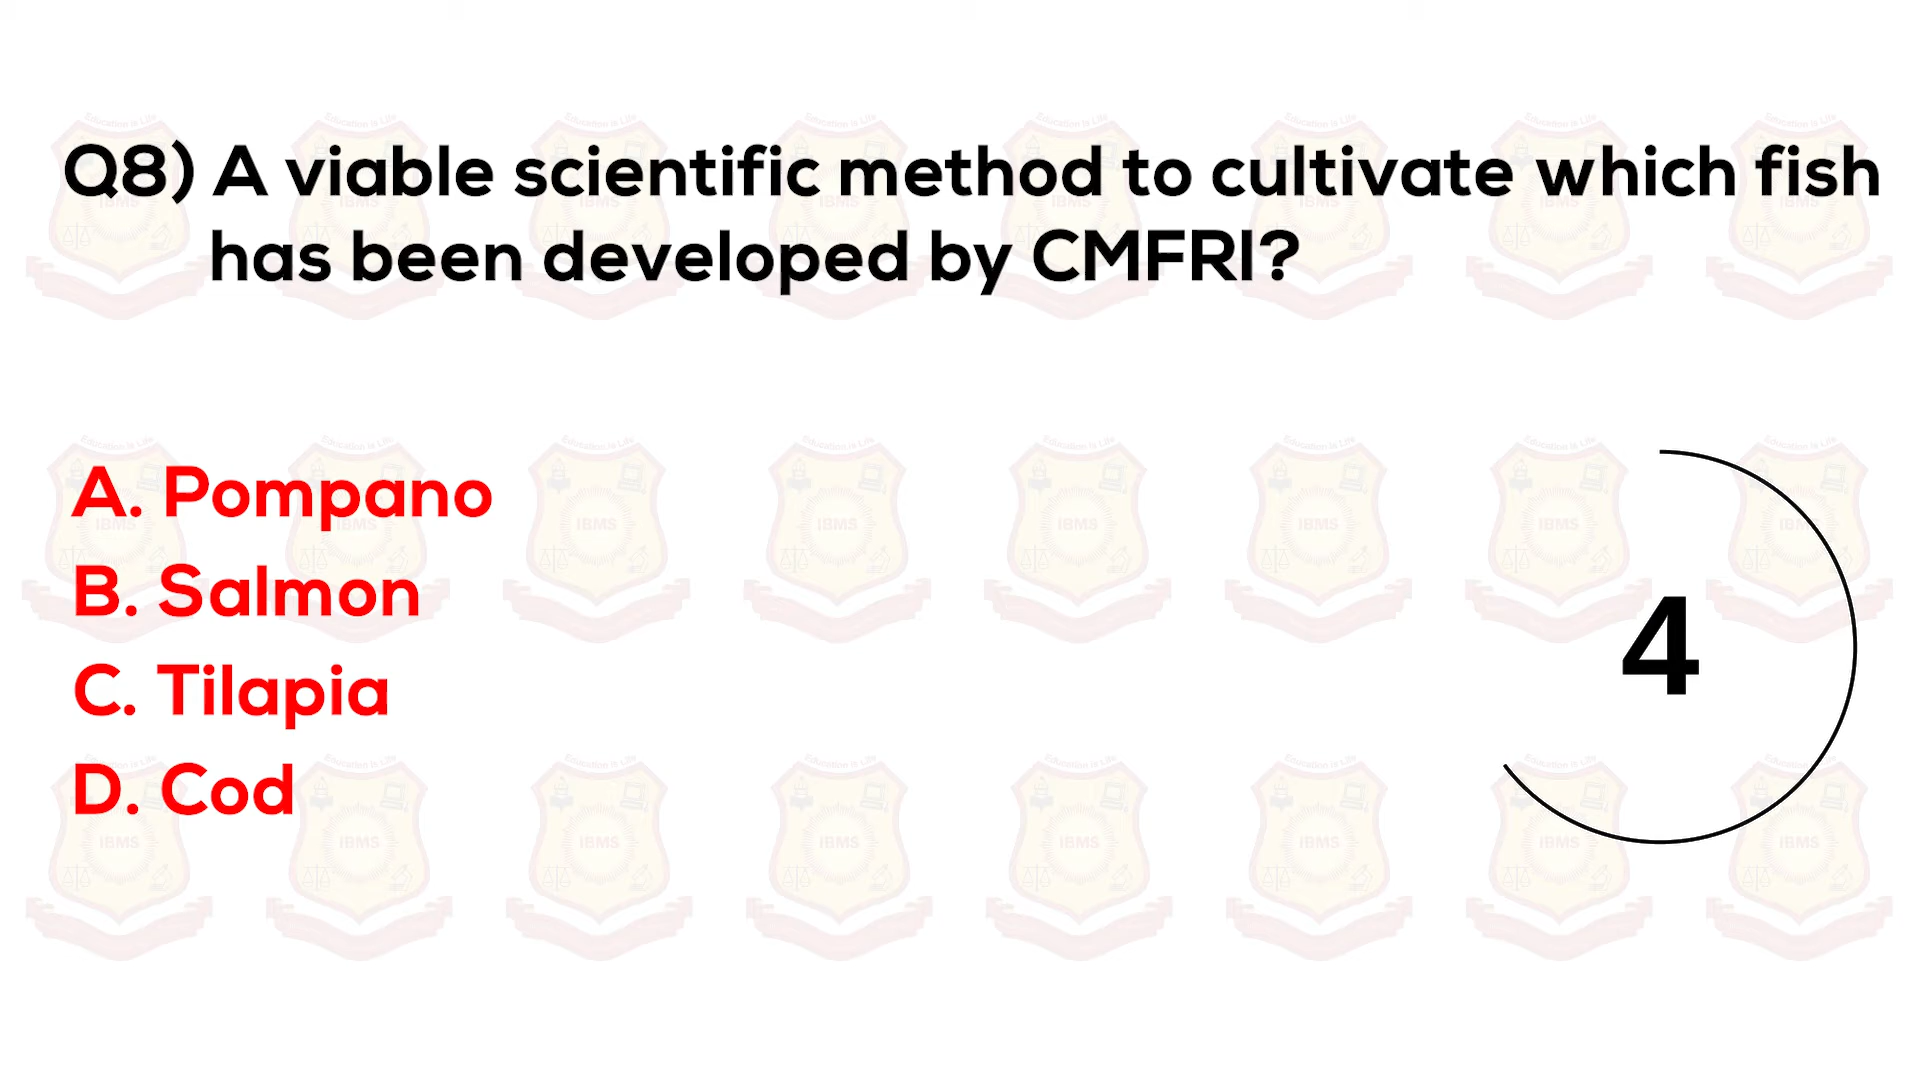 Q8) A viable scientific method to cultivate which fish
has been developed by CMFRI?
A. Pompano
B. Salmon
C. Tilapia
D. Cod
4